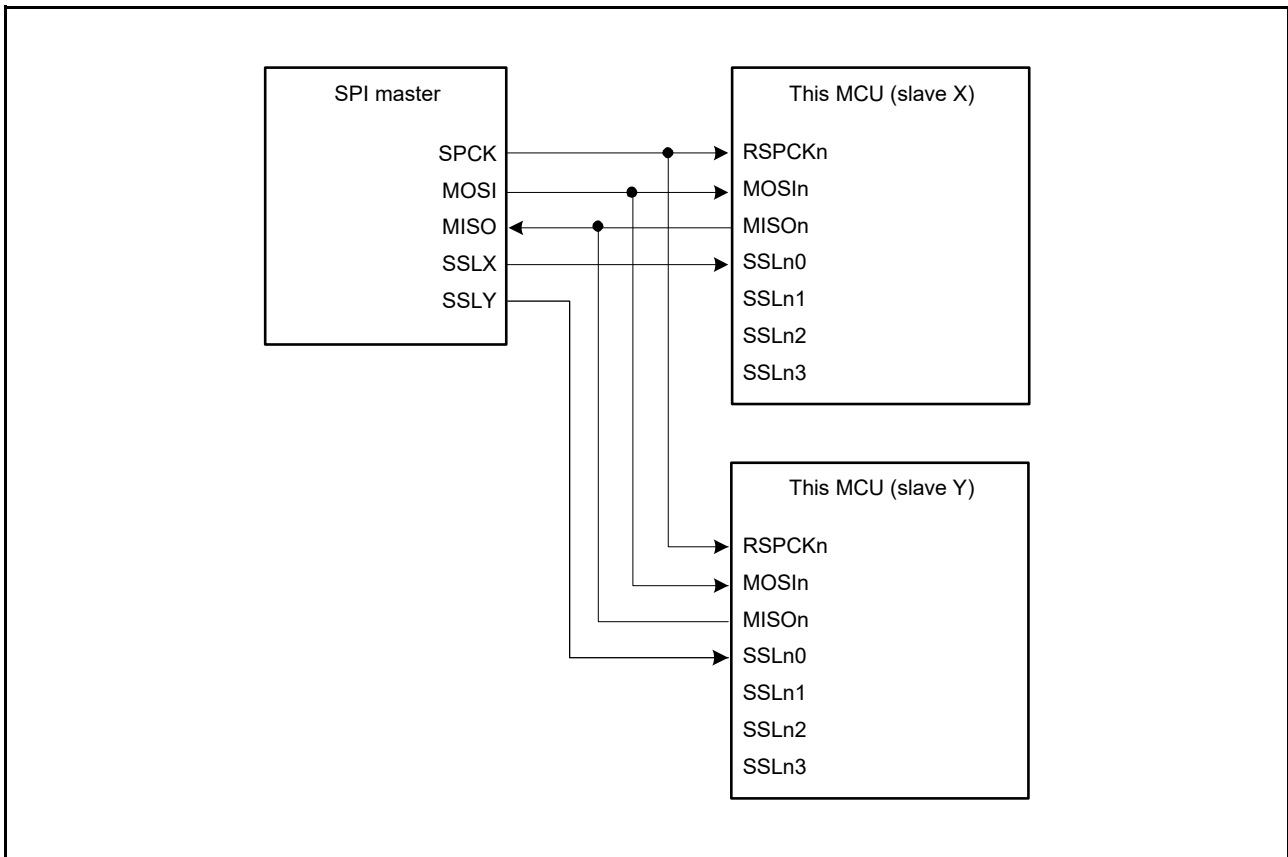 SPI master
SPCK
MOSI
MISO
SSLX
SSLY
This MCU (slave X)
RSPCKn
MOSIn
MISOn
SSLn0
SSLn1
SSLn2
SSLn3
This MCU (slave Y)
RSPCKn
MOSIn
MISOn
SSLn0
SSLn1
SSLn2
SSLn3